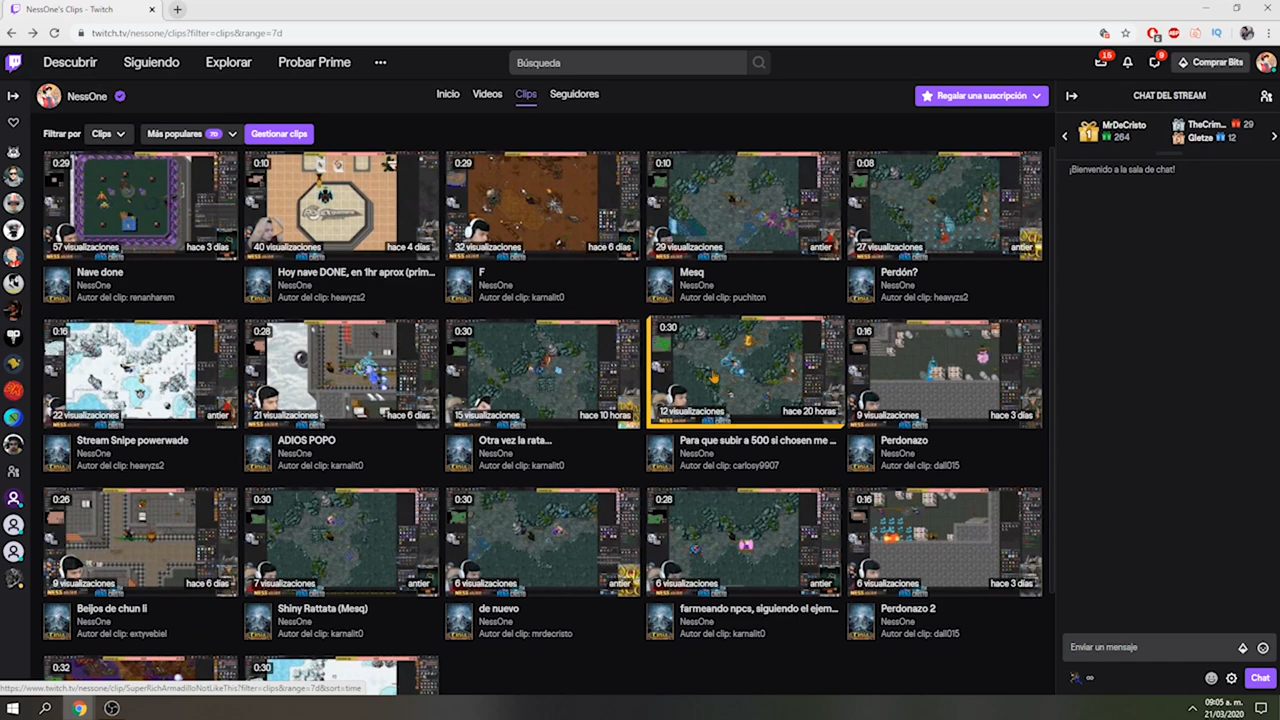 NessOne's Clips - Twitch
twitch.tv/nessone/clips?filter=clips&range=7d
Descubrir
Siguiendo
Explorar
Probar Prime
Búsqueda
15
9
Comprar Bits
NessOne
Inicio
Videos
Clips
Seguidores
Regalar una suscripción
CHAT DEL STREAM
Filtrar por
Clips
Más populares
7D
Gestionar clips
1
MrDeCristo
264
TheCrim... 29
Gletze 12
¡Bienvenido a la sala de chat!
0:29
57 visualizaciones
hace 3 días
0:10
40 visualizaciones
hace 4 días
0:29
32 visualizaciones
hace 6 días
0:10
29 visualizaciones
antier
0:08
27 visualizaciones
antier
Nave done
NessOne
Autor del clip: renanharem
Hoy nave DONE, en 1hr aprox (prim...
NessOne
Autor del clip: heavyzs2
F
NessOne
Autor del clip: karnalit0
Mesq
NessOne
Autor del clip: puchiton
Perdón?
NessOne
Autor del clip: heavyzs2
0:16
22 visualizaciones
antier
0:28
21 visualizaciones
hace 6 días
0:30
15 visualizaciones
hace 10 horas
0:30
12 visualizaciones
hace 20 horas
0:16
9 visualizaciones
hace 3 días
Stream Snipe powerwade
NessOne
Autor del clip: heavyzs2
ADIOS POPO
NessOne
Autor del clip: karnalit0
Otra vez la rata...
NessOne
Autor del clip: karnalit0
Para que subir a 500 si chosen me ...
NessOne
Autor del clip: carlosy9907
Perdonazo
NessOne
Autor del clip: dall015
0:26
9 visualizaciones
hace 6 días
0:30
7 visualizaciones
antier
0:30
6 visualizaciones
antier
0:28
6 visualizaciones
antier
0:16
6 visualizaciones
hace 3 días
Beijos de chun li
NessOne
Autor del clip: extyvebiel
Shiny Rattata (Mesq)
NessOne
Autor del clip: karnalit0
de nuevo
NessOne
Autor del clip: mrdecristo
farmeando npcs, siguiendo el ejem...
NessOne
Autor del clip: karnalit0
Perdonazo 2
NessOne
Autor del clip: dall015
0:32
0:30
Enviar un mensaje
Chat
https://www.twitch.tv/nessone/clip/SuperRichArmadilloNotLikeThis?filter=clips&range=7d&sort=time
09:05 a. m.
21/03/2020